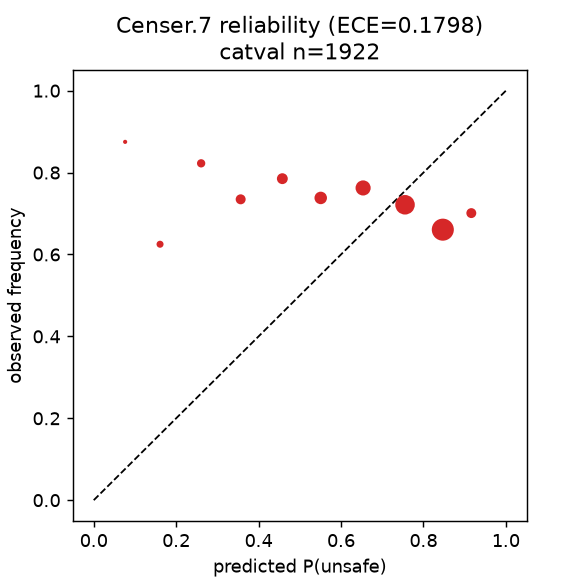 Censer.7 reliability (ECE=0.1798)
catval n=1922
observed frequency
1.0
0.8
0.6
0.4
0.2
0.0
0.0 0.2 0.4 0.6 0.8 1.0
predicted P(unsafe)